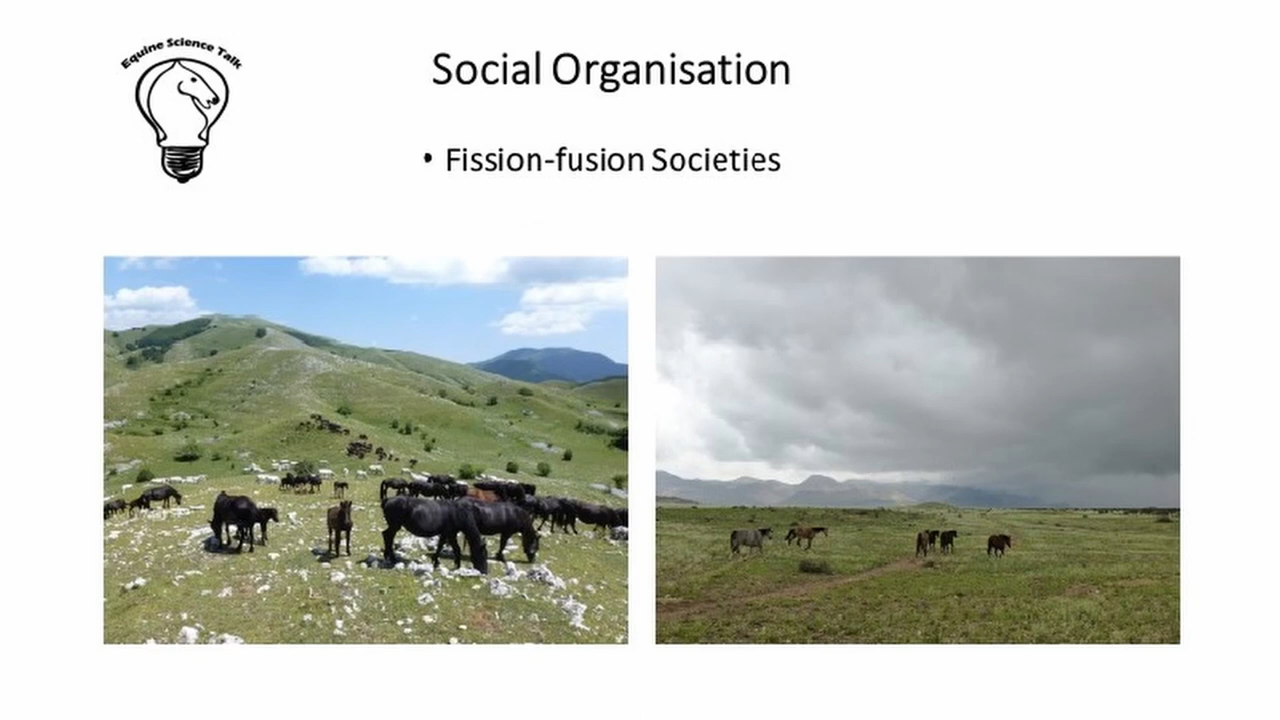 Equine Science Talk
Social Organisation
• Fission-fusion Societies